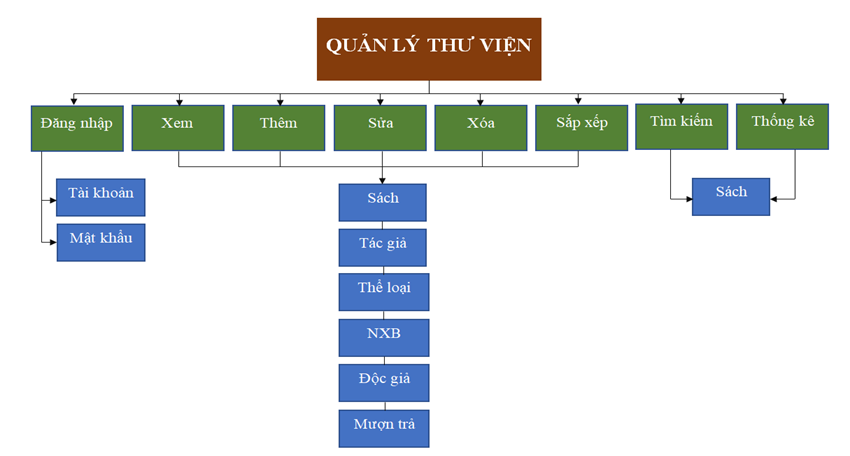 QUẢN LÝ THƯ VIỆN
Đăng nhập
Xem
Thêm
Sửa
Xóa
Sắp xếp
Tìm kiếm
Thống kê
Tài khoản
Mật khẩu
Sách
Tác giả
Thể loại
NXB
Độc giả
Mượn trả
Sách